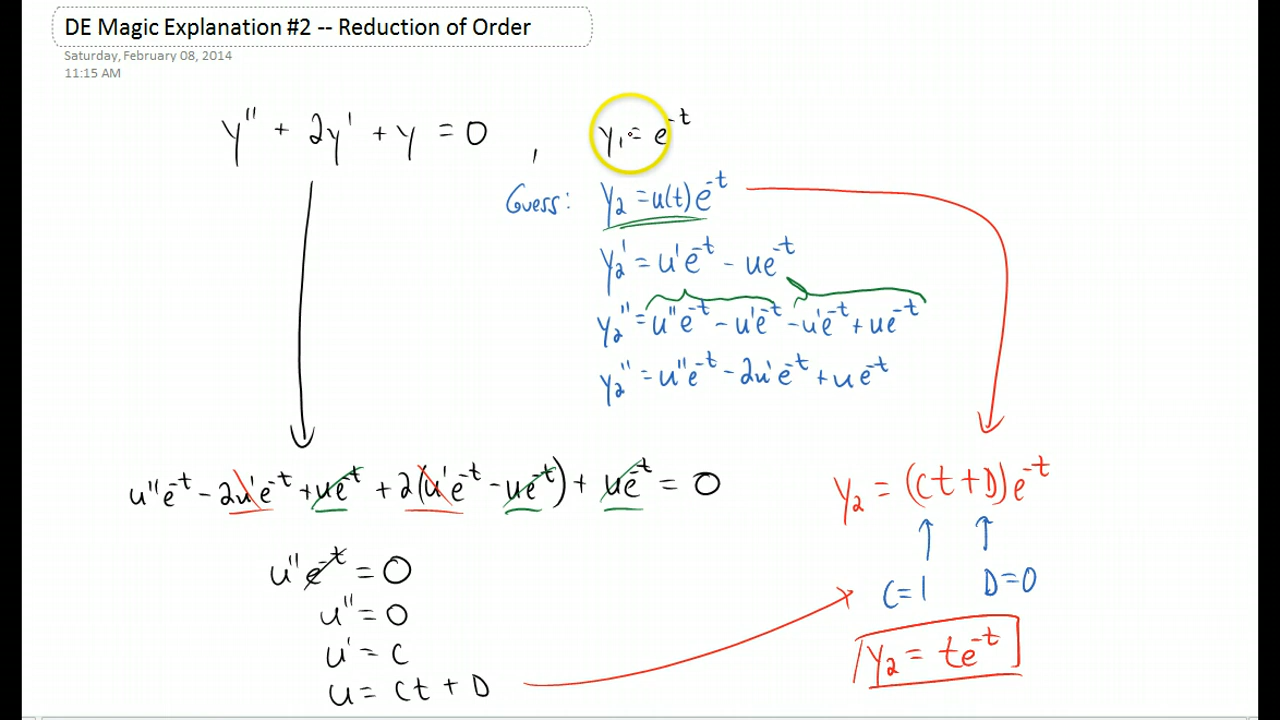 DE Magic Explanation #2 -- Reduction of Order
Saturday, February 08, 2014
11:15 AM
y'' + 2y' + y = 0 , y₁ = e⁻ᵗ
Guess: y₂ = u(t)e⁻ᵗ
y₂' = u'e⁻ᵗ - ue⁻ᵗ
y₂'' = u''e⁻ᵗ - u'e⁻ᵗ - u'e⁻ᵗ + ue⁻ᵗ
y₂'' = u''e⁻ᵗ - 2u'e⁻ᵗ + ue⁻ᵗ
u''e⁻ᵗ - 2u'e⁻ᵗ + ue⁻ᵗ + 2(u'e⁻ᵗ - ue⁻ᵗ) + ue⁻ᵗ = 0
u''e⁻ᵗ = 0
u'' = 0
u' = C
u = Ct + D
y₂ = (Ct + D)e⁻ᵗ
C=1 D=0
y₂ = te⁻ᵗ